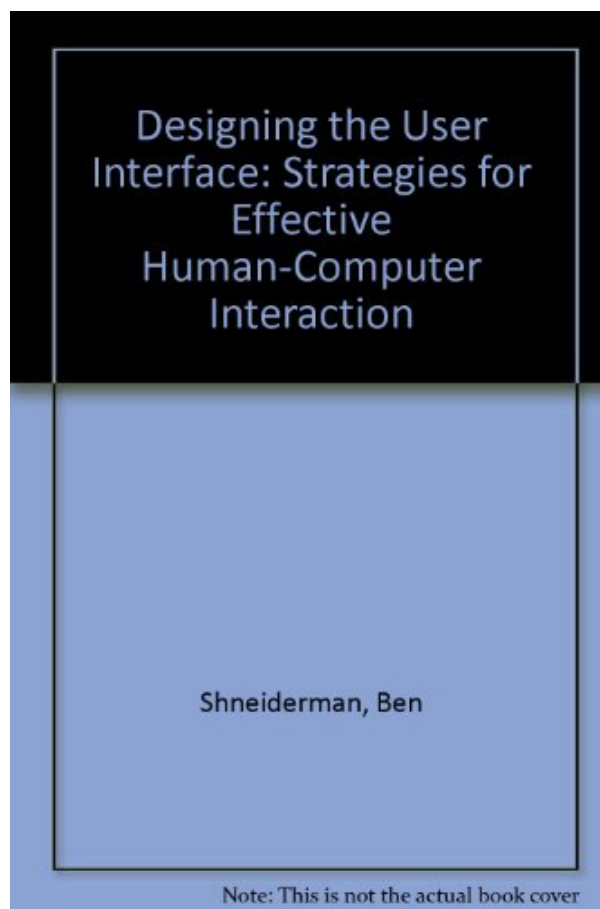 Designing the User
Interface: Strategies for
Effective
Human-Computer
Interaction
Shneiderman, Ben
Note: This is not the actual book cover